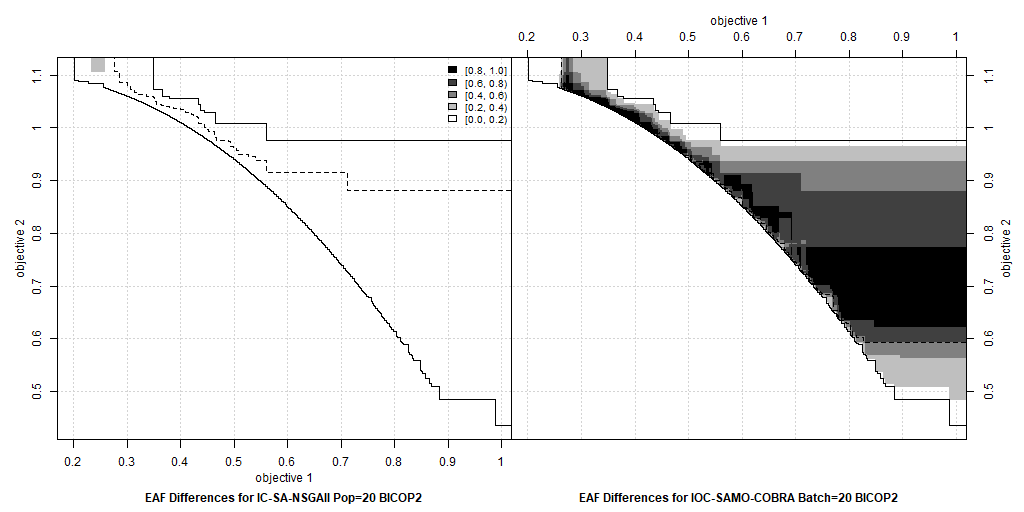 objective 1
0.2 0.3 0.4 0.5 0.6 0.7 0.8 0.9 1
[0.8, 1.0]
[0.6, 0.8)
[0.4, 0.6)
[0.2, 0.4)
[0.0, 0.2)
1.1
1
0.9
0.8
0.7
0.6
0.5
objective 2
1.1
1
0.9
0.8
0.7
0.6
0.5
objective 2
0.2 0.3 0.4 0.5 0.6 0.7 0.8 0.9 1
objective 1
EAF Differences for IC-SA-NSGAII Pop=20 BICOP2
EAF Differences for IOC-SAMO-COBRA Batch=20 BICOP2